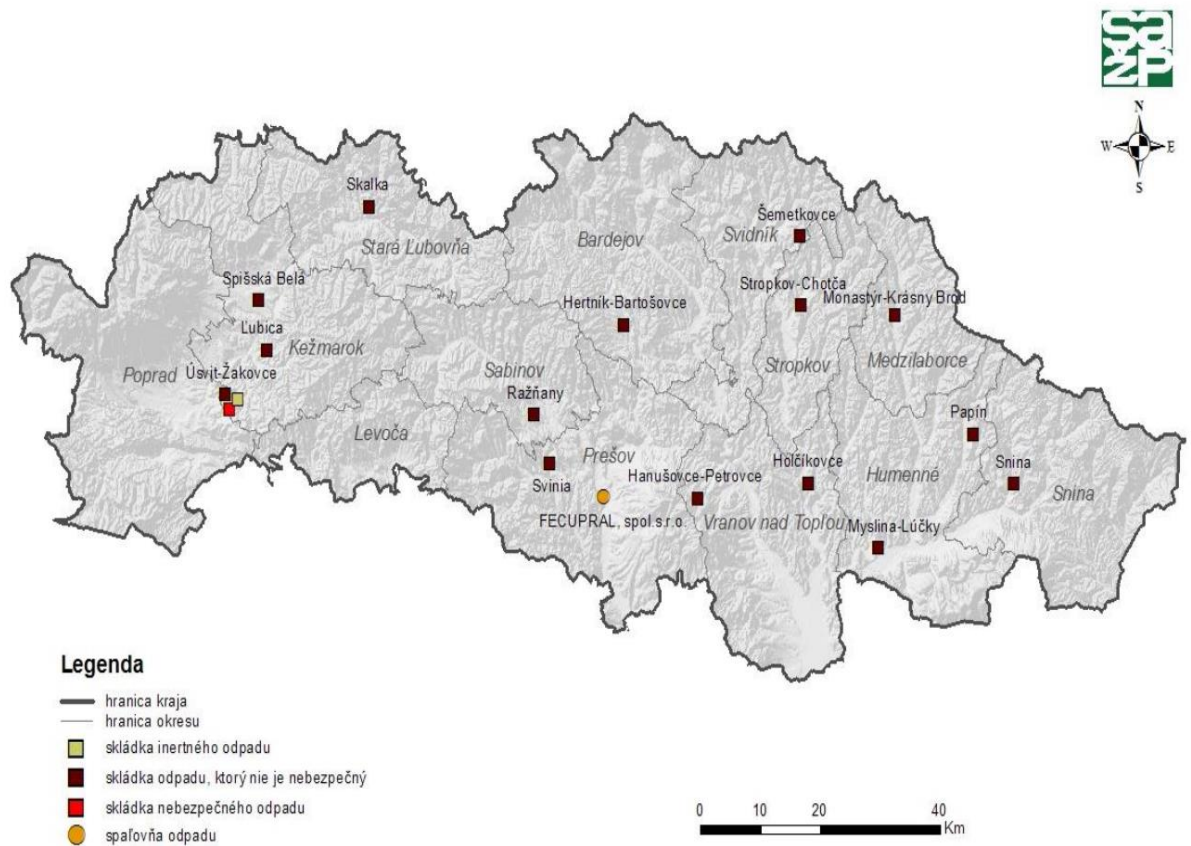 sa
žp
N
W E
S
Skalka
Stará Ľubovňa
Bardejov
Šemetkovce
Svidník
Spišská Belá
Stropkov-Chotča
Monastýr-Krásny Brod
Hertník-Bartošovce
Ľubica
Kežmarok
Medzilaborce
Stropkov
Sabinov
Poprad
Úsvit-Žakovce
Ražňany
Papín
Levoča
Prešov
Holčíkovce
Snina
Svinia
Hanušovce-Petrovce
Humenné
Snina
FECUPRAL, spol.s.r.o.
Vranov nad Topľou
Myslina-Lúčky
Legenda
hranica kraja
hranica okresu
skládka inertného odpadu
skládka odpadu, ktorý nie je nebezpečný
skládka nebezpečného odpadu
spaľovňa odpadu
0 10 20 40
Km